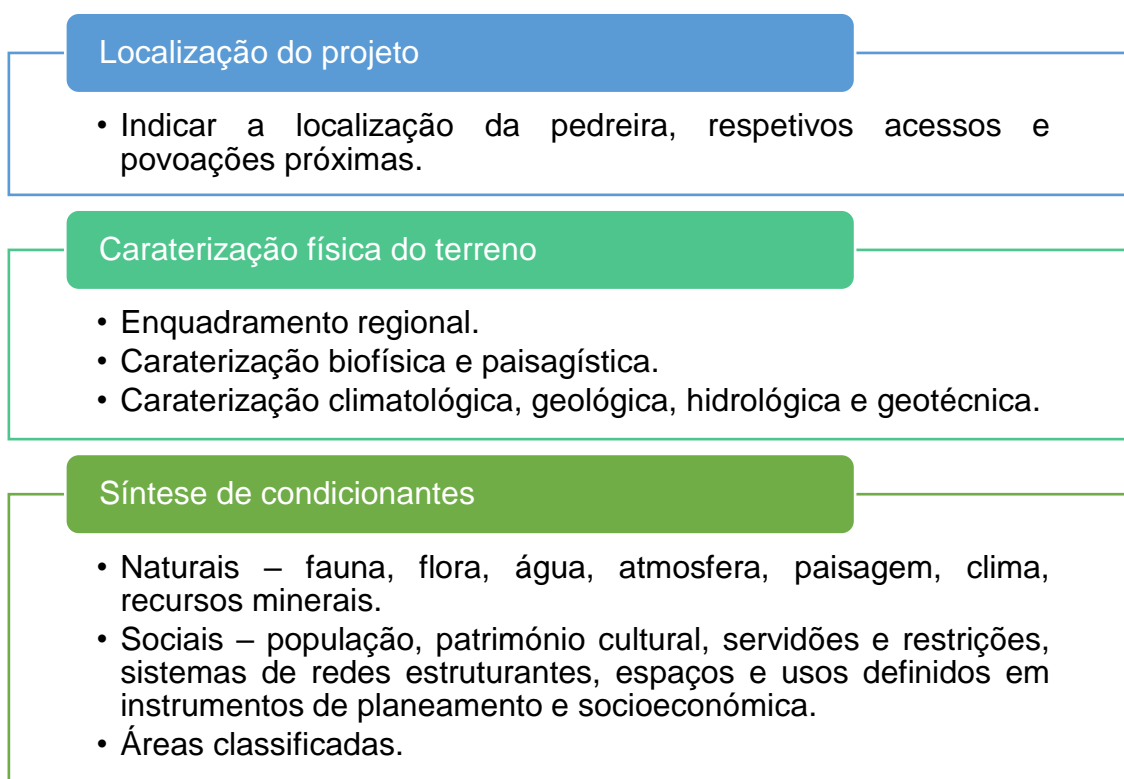 Localização do projeto
• Indicar a localização da pedreira, respetivos acessos e
povoações próximas.
Caraterização física do terreno
• Enquadramento regional.
• Caraterização biofísica e paisagística.
• Caraterização climatológica, geológica, hidrológica e geotécnica.
Síntese de condicionantes
• Naturais – fauna, flora, água, atmosfera, paisagem, clima,
recursos minerais.
• Sociais – população, património cultural, servidões e restrições,
sistemas de redes estruturantes, espaços e usos definidos em
instrumentos de planeamento e socioeconómica.
• Áreas classificadas.